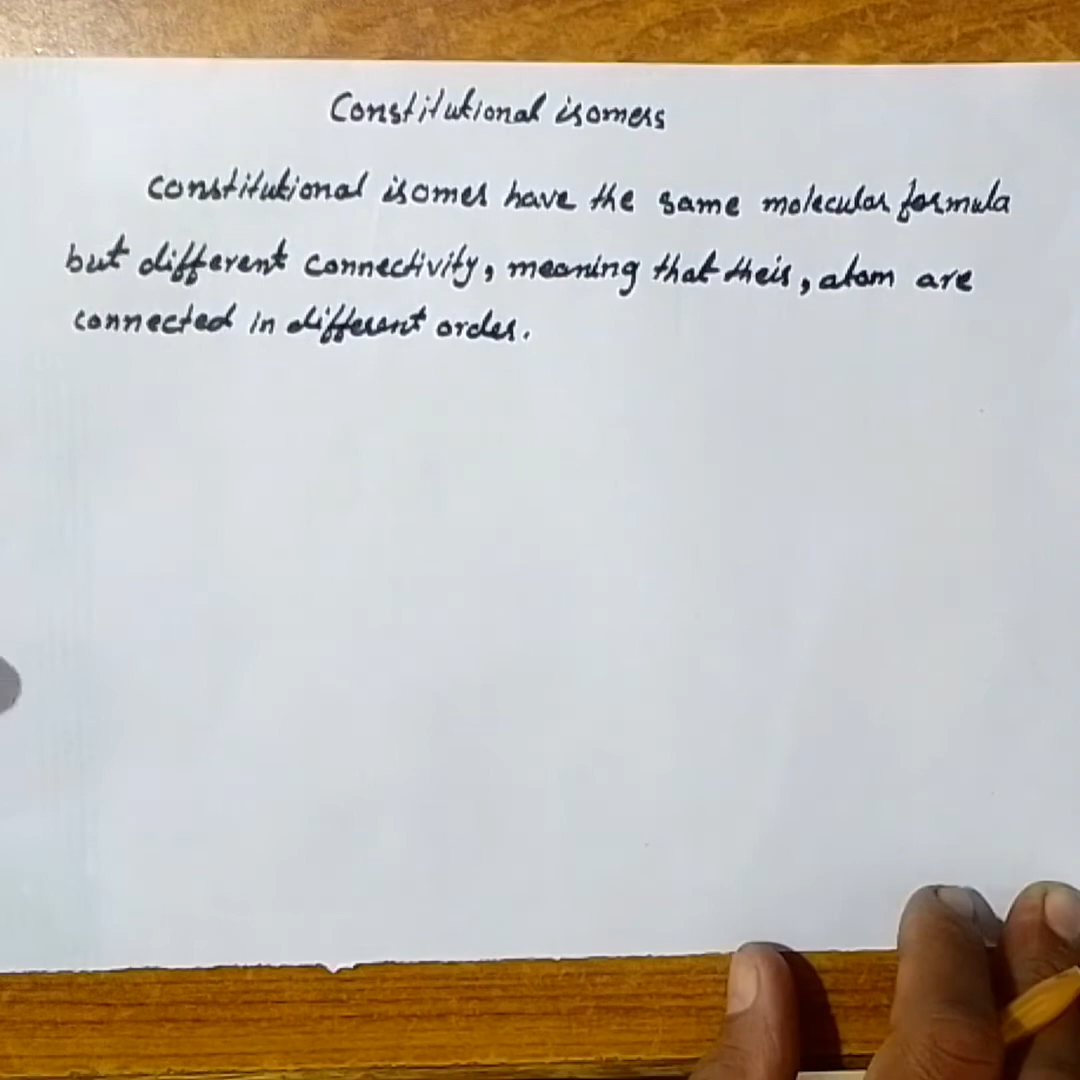 Constitutional isomers
constitutional isomes have the same molecular formula
but different connectivity, meaning that their, atom are
connected in different order.